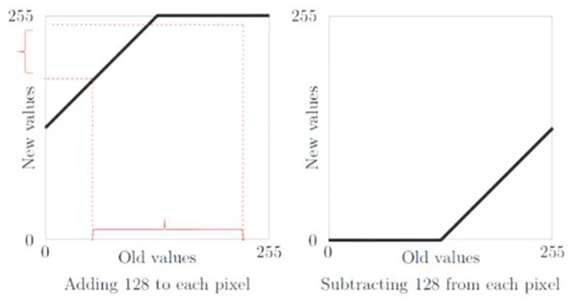 255
New values
0
0
Old values
255
Adding 128 to each pixel
255
New values
0
0
Old values
255
Subtracting 128 from each pixel